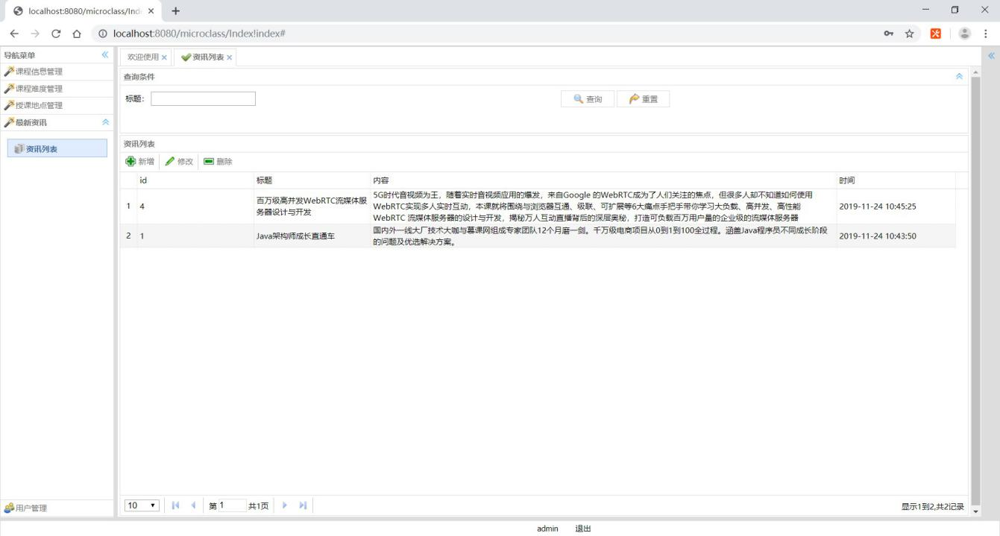 localhost:8080/microclass/Ind
localhost:8080/microclass/Index!index#
导航菜单
课程信息管理
课程难度管理
授课地点管理
最新资讯
资讯列表
用户管理
欢迎使用
资讯列表
查询条件
标题：
查询
重置
资讯列表
新增 修改 删除
id 标题 内容 时间
1 4 百万级高并发WebRTC流媒体服
务器设计与开发
5G时代音视频为王，随着实时音视频应用的爆发，来自Google 的WebRTC成为了人们关注的焦点，但很多人却不知道如何使用
WebRTC实现多人实时互动，本课就将围绕与浏览器互通、级联、可扩展等6大痛点手把手带你学习大负载、高并发、高性能
WebRTC 流媒体服务器的设计与开发，揭秘万人互动直播背后的深层奥秘，打造可负载百万用户量的企业级的流媒体服务器
2019-11-24 10:45:25
2 1 Java架构师成长直通车
国内外一线大厂技术大咖与慕课网组成专家团队12个月磨一剑。千万级电商项目从0到1到100全过程。涵盖Java程序员不同成长阶段
的问题及优选解决方案。
2019-11-24 10:43:50
10 第 1 共1页
显示1到2,共2记录
admin 退出